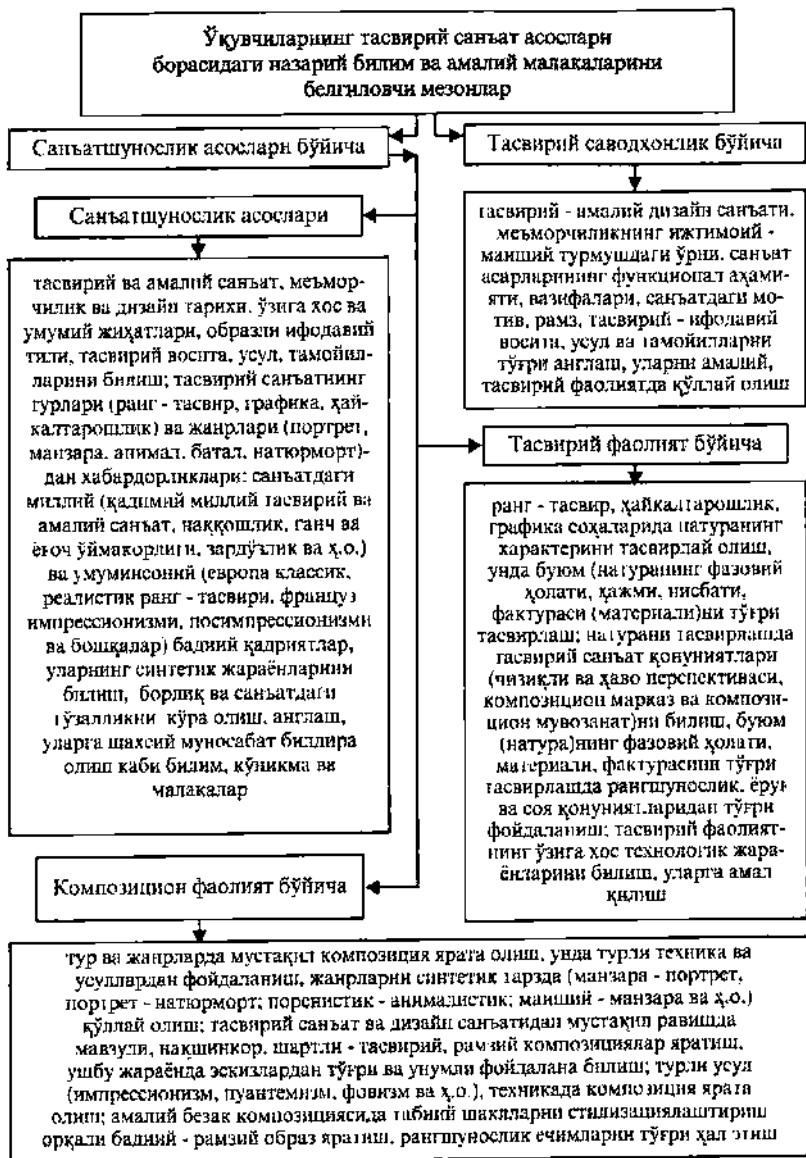 Ўқувчиларнинг тасвирий санъат асослари
борасидаги назарий билим ва амалий малакаларини
белгиловчи мезонлар
Санъатшунослик асослари бўйича
Тасвирий саводхонлик бўйича
Санъатшунослик асослари
тасвирий ва амалий санъат, меъмор-
чилик ва дизайн тарихи, ўзига хос ва
умумий жиҳатлари, образли ифодавий
тили, тасвирий восита, усул, тамойил-
ларини билиш; тасвирий санъатнинг
турлари (ранг - тасвир, графика, ҳай-
калтарошлик) ва жанрлари (портрет,
манзара, анимал, батал, натюрморт)-
дан хабардорликлари; санъатдаги
миллий (қадимий миллий тасвирий ва
амалий санъат, наққошлик, ганч ва
ёғоч ўймакорлиги, зардўзлик ва ҳ.о.)
ва умуминсоний (европа классик,
реалистик ранг - тасвири, француз
импрессионизми, посимпрессионизми
ва бошқалар) бадиий қадриятлар,
уларнинг синтетик жараёнларини
билиш, борлиқ ва санъатдаги
гўзалликни кўра олиш, англаш,
уларга шахсий муносабат билдира
олиш каби билим, кўникма ва
малакалар
тасвирий - амалий дизайн санъати,
меъморчиликнинг ижтимоий -
маиший турмушдаги ўрни, санъат
асарларининг функционал аҳами-
яти, вазифалари, санъатдаги мо-
тив, рамз, тасвирий - ифодавий
восита, усул ва тамойилларни
тўғри англаш, уларни амалий,
тасвирий фаолиятда қўллай олиш
Тасвирий фаолият бўйича
ранг - тасвир, ҳайкалтарошлик,
графика соҳаларида натуранинг
характерини тасвирлай олиш,
унда буюм (натуранинг фазовий
ҳолати, ҳажми, нисбати,
фактураси (материали)ни тўғри
тасвирлаш; натурани тасвирлашда
тасвирий санъат қонуниятлари
(чизиқли ва ҳаво перспективаси,
композицион марказ ва компози-
цион мувозанат)ни билиш, буюм
(натура)нинг фазовий ҳолати,
материали, фактурасини тўғри
тасвирлашда рангшунослик, ёруғ
ва соя қонуниятларидан тўғри
фойдаланиш; тасвирий фаолият-
нинг ўзига хос технологик жара-
ёнларини билиш, уларга амал
қилиш
Композицион фаолият бўйича
тур ва жанрларда мустақил композиция ярата олиш, унда турли техника ва
усуллардан фойдаланиш, жанрларни синтетик тарзда (манзара - портрет,
портрет - натюрморт; порснистик - анималистик; маиший - манзара ва ҳ.о.)
қўллай олиш; тасвирий санъат ва дизайн санъатидан мустақил равишда
мавзули, нақшинкор, шартли - тасвирий, рамзий композициялар яратиш,
ушбу жараёнда эскизлардан тўғри ва унумли фойдалана билиш; турли усул
(импрессионизм, пуантемизм, фовизм ва ҳ.о.), техникада композиция ярата
олиш; амалий безак композициясида табиий шаклларни стилизациялаштириш
орқали бадиий - рамзий образ яратиш, рангшунослик ечимларни тўғри ҳал этиш